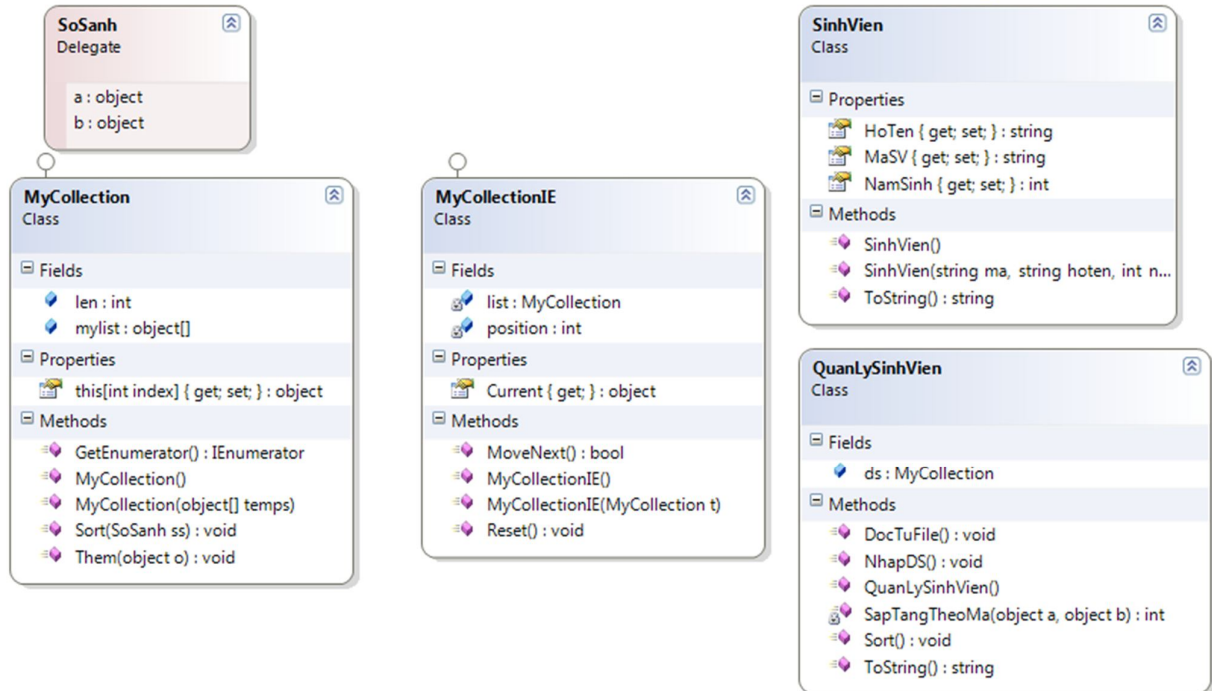 SoSanh
Delegate
a : object
b : object
MyCollection
Class
Fields
len : int
mylist : object[]
Properties
this[int index] { get; set; } : object
Methods
GetEnumerator() : IEnumerator
MyCollection()
MyCollection(object[] temps)
Sort(SoSanh ss) : void
Them(object o) : void
MyCollectionIE
Class
Fields
list : MyCollection
position : int
Properties
Current { get; } : object
Methods
MoveNext() : bool
MyCollectionIE()
MyCollectionIE(MyCollection t)
Reset() : void
SinhVien
Class
Properties
HoTen { get; set; } : string
MaSV { get; set; } : string
NamSinh { get; set; } : int
Methods
SinhVien()
SinhVien(string ma, string hoten, int n...
ToString() : string
QuanLySinhVien
Class
Fields
ds : MyCollection
Methods
DocTuFile() : void
NhapDS() : void
QuanLySinhVien()
SapTangTheoMa(object a, object b) : int
Sort() : void
ToString() : string